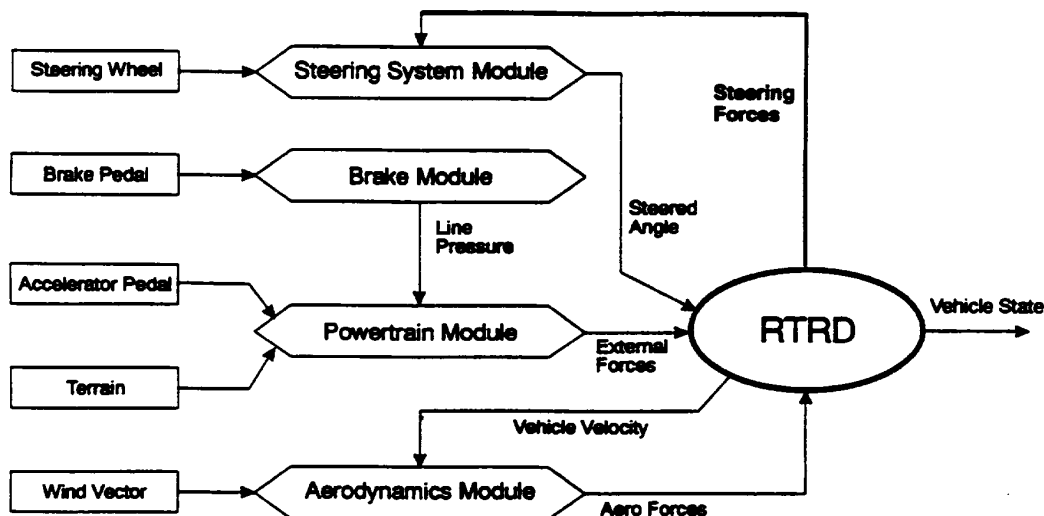 Steering Wheel
Steering System Module
Steering
Forces
Brake Pedal
Brake Module
Line
Pressure
Steered
Angle
Accelerator Pedal
Powertrain Module
External
Forces
RTRD
Vehicle State
Terrain
Vehicle Velocity
Wind Vector
Aerodynamics Module
Aero Forces